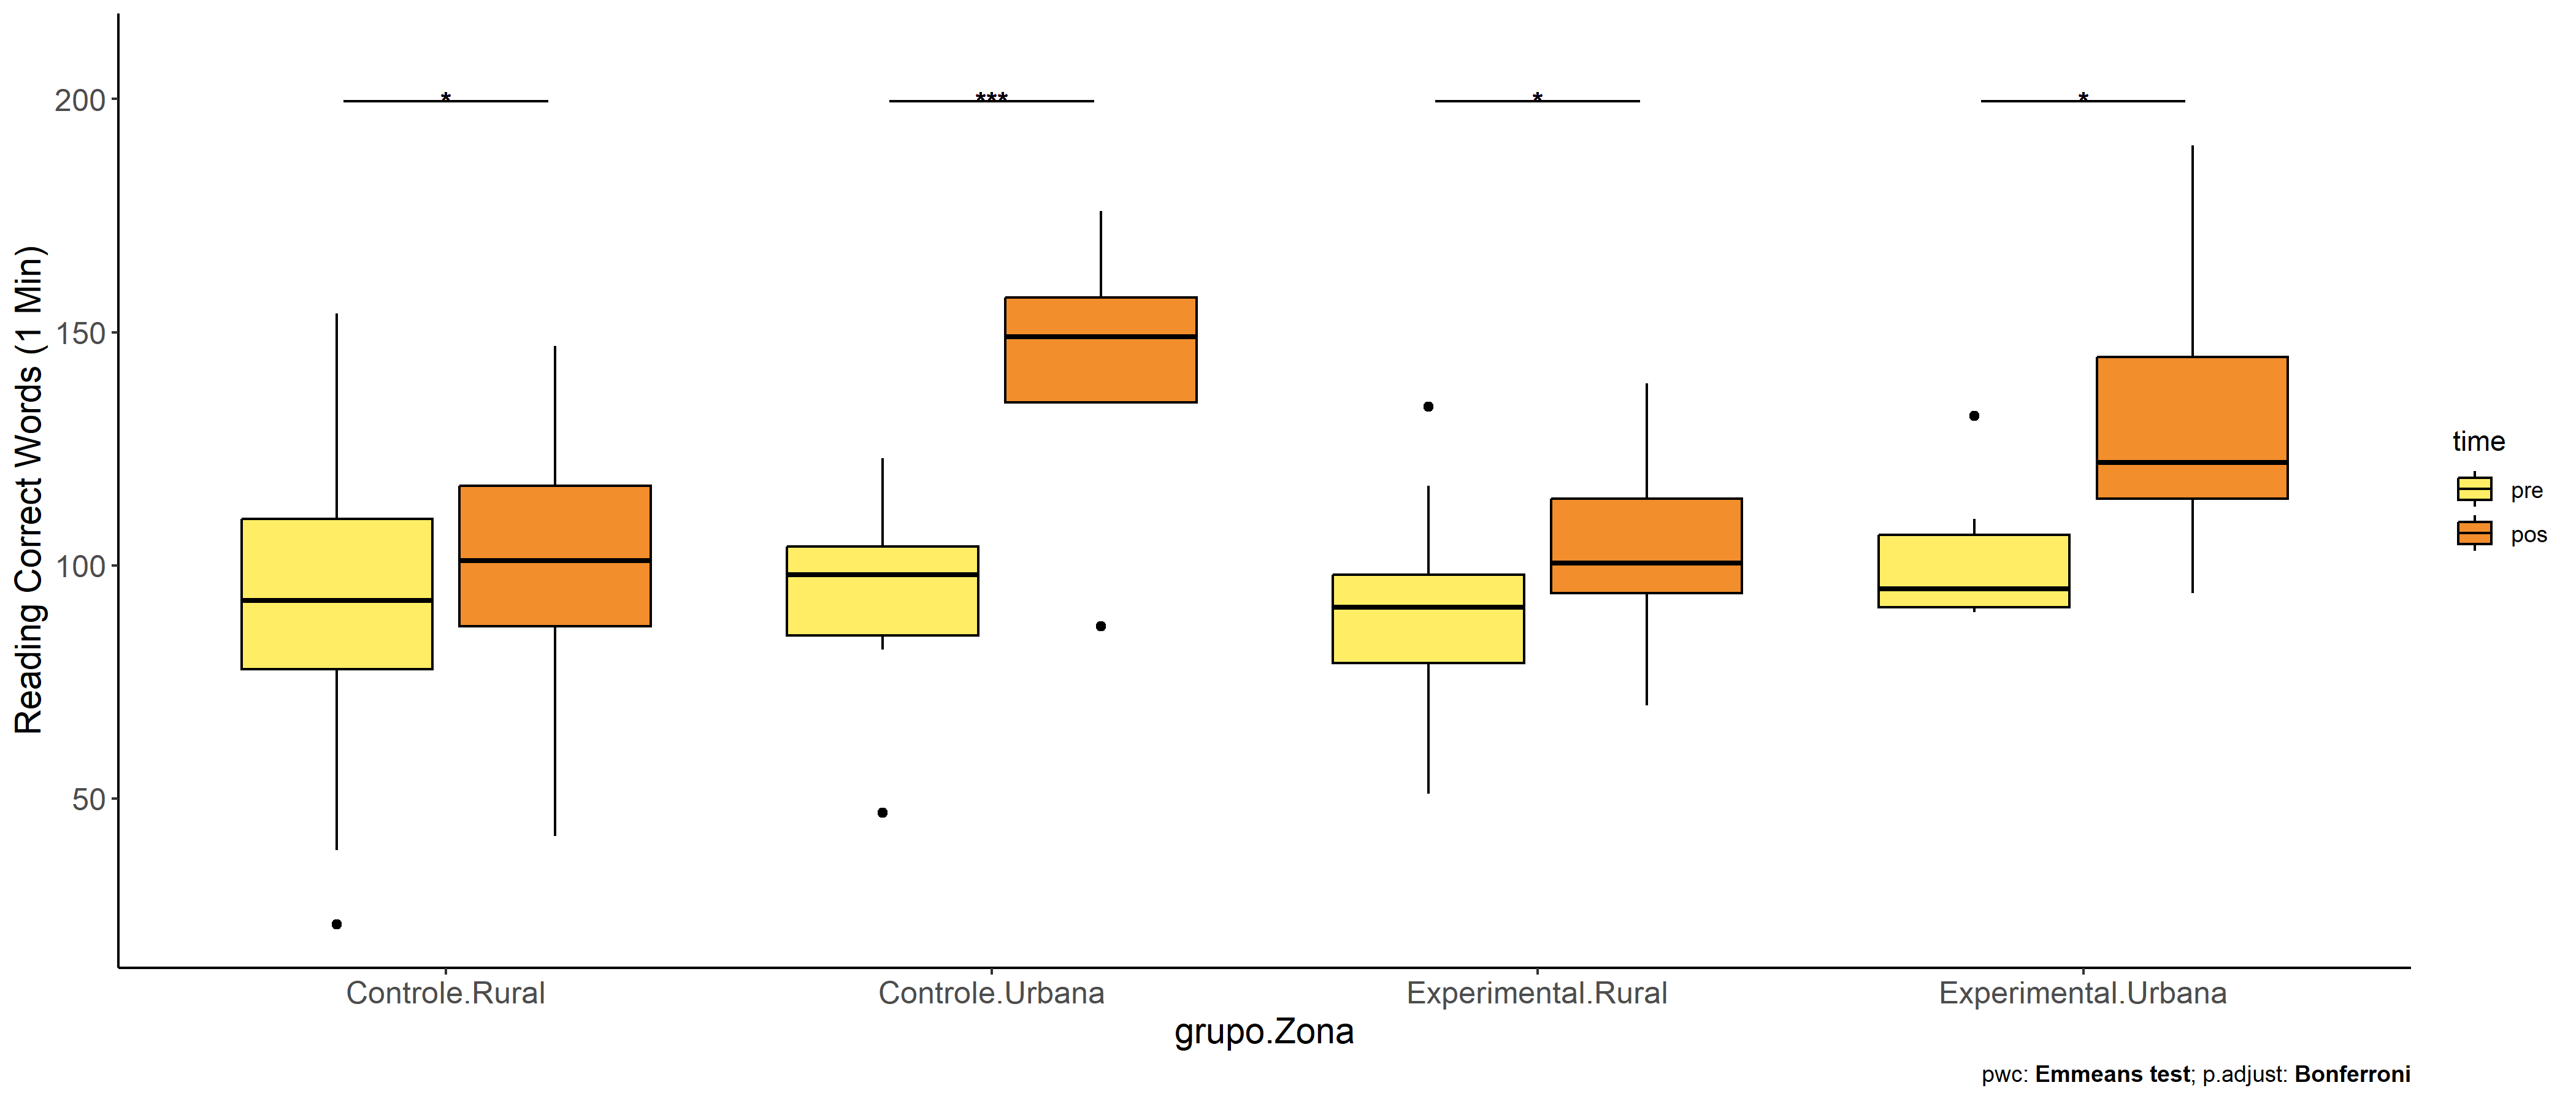 Reading Correct Words (1 Min)
200
150
100
50
*
***
*
*
Controle.Rural
Controle.Urbana
Experimental.Rural
Experimental.Urbana
grupo.Zona
time
pre
pos
pwc: Emmeans test; p.adjust: Bonferroni